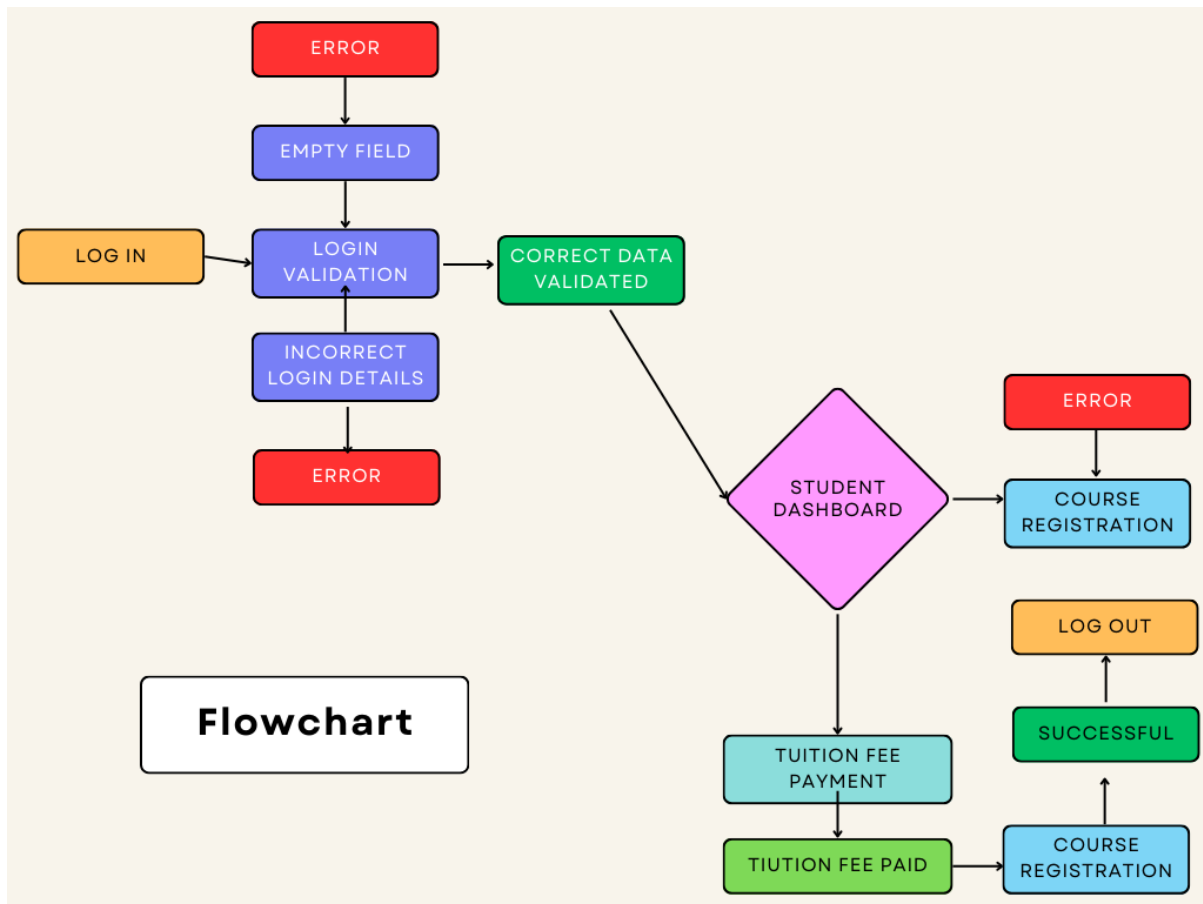 ERROR
EMPTY FIELD
LOG IN
LOGIN
VALIDATION
CORRECT DATA
VALIDATED
INCORRECT
LOGIN DETAILS
ERROR
STUDENT
DASHBOARD
ERROR
COURSE
REGISTRATION
LOG OUT
SUCCESSFUL
Flowchart
TUITION FEE
PAYMENT
TIUTION FEE PAID
COURSE
REGISTRATION